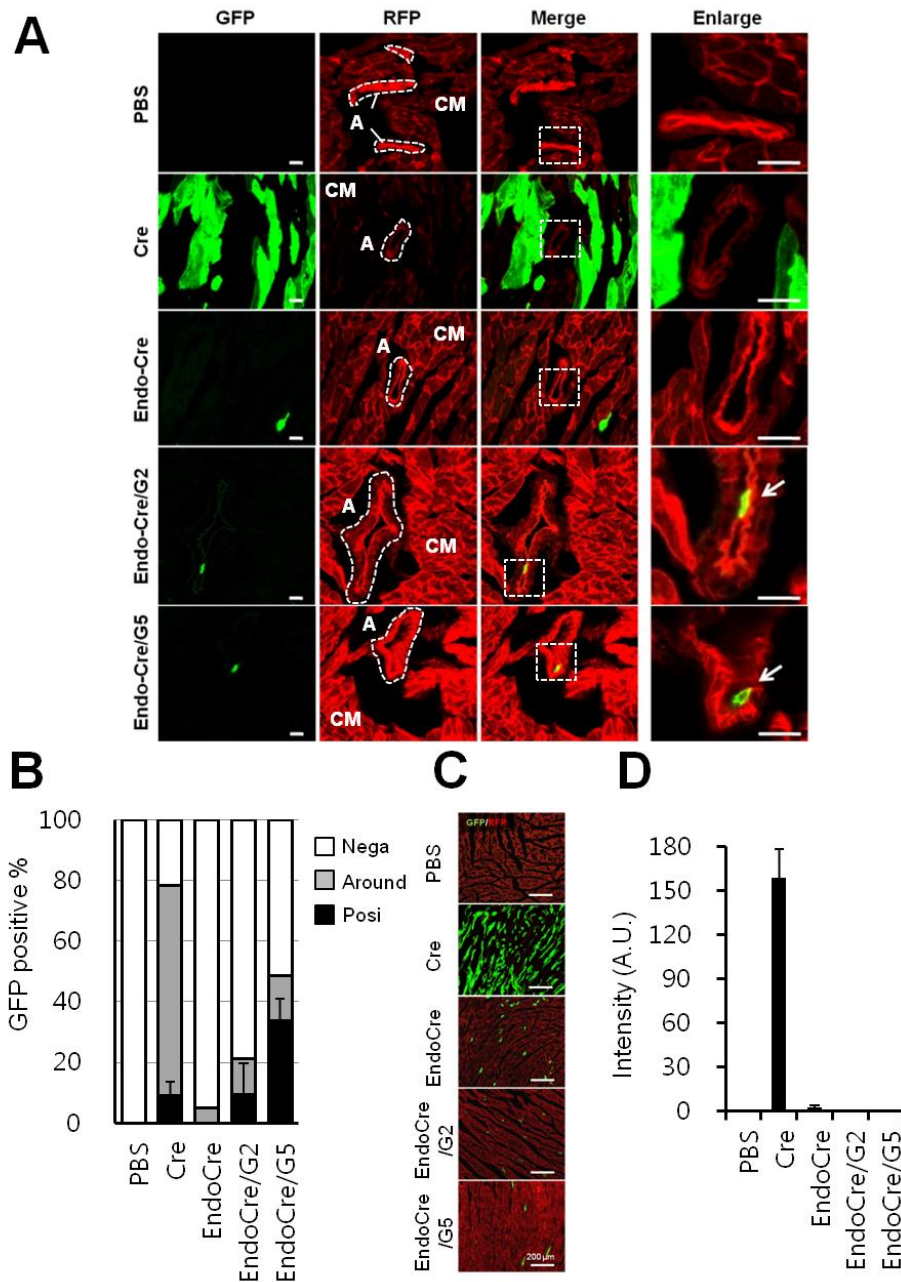 A
GFP RFP Merge Enlarge
PBS
A
CM
Cre
CM
A
Endo-Cre
A
CM
Endo-Cre/G2
A
CM
Endo-Cre/G5
A
CM
B
GFP positive %
100
80
60
40
20
0
PBS
Cre
EndoCre
EndoCre/G2
EndoCre/G5
Nega
Around
Posi
C
GFP/RFP
PBS
Cre
EndoCre
EndoCre
/G2
EndoCre
/G5
200 μm
D
Intensity (A.U.)
180
150
120
90
60
30
0
PBS
Cre
EndoCre
EndoCre/G2
EndoCre/G5